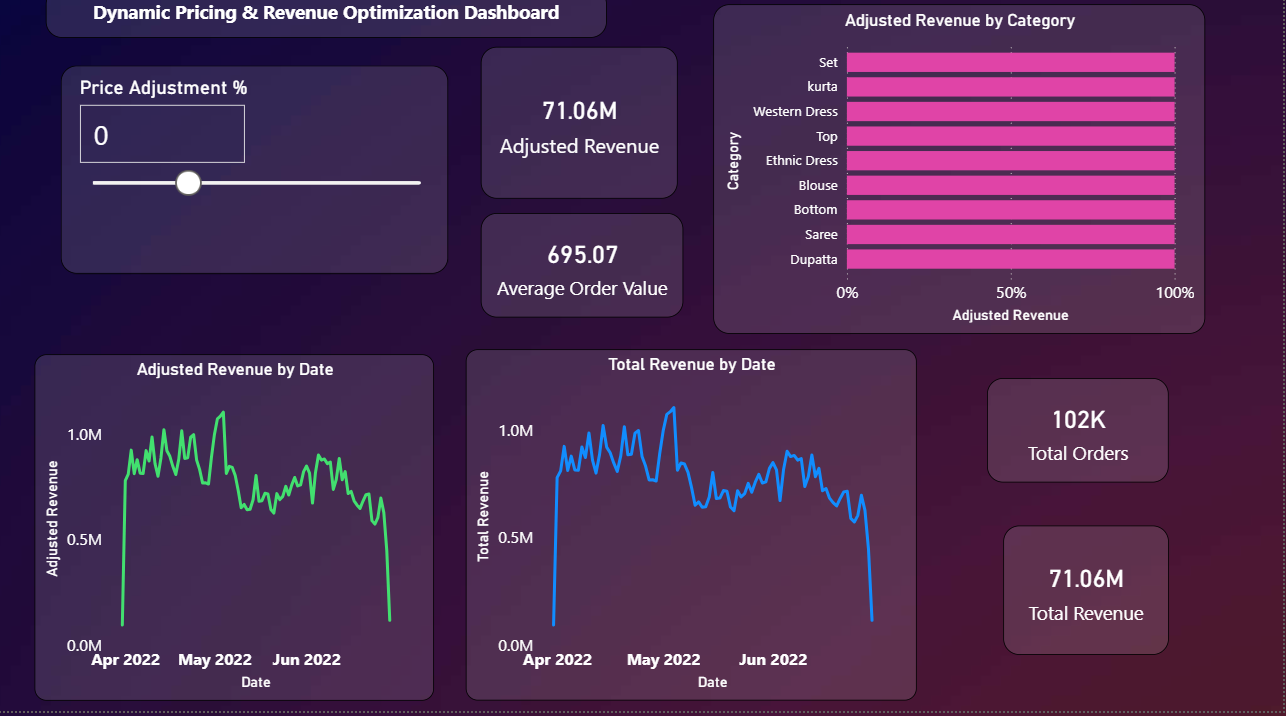 Dynamic Pricing & Revenue Optimization Dashboard
Price Adjustment %
0
71.06M
Adjusted Revenue
695.07
Average Order Value
Adjusted Revenue by Category
Category
Set
kurta
Western Dress
Top
Ethnic Dress
Blouse
Bottom
Saree
Dupatta
0% 50% 100%
Adjusted Revenue
Adjusted Revenue by Date
Adjusted Revenue
1.0M
0.5M
0.0M
Apr 2022 May 2022 Jun 2022
Date
Total Revenue by Date
Total Revenue
1.0M
0.5M
0.0M
Apr 2022 May 2022 Jun 2022
Date
102K
Total Orders
71.06M
Total Revenue